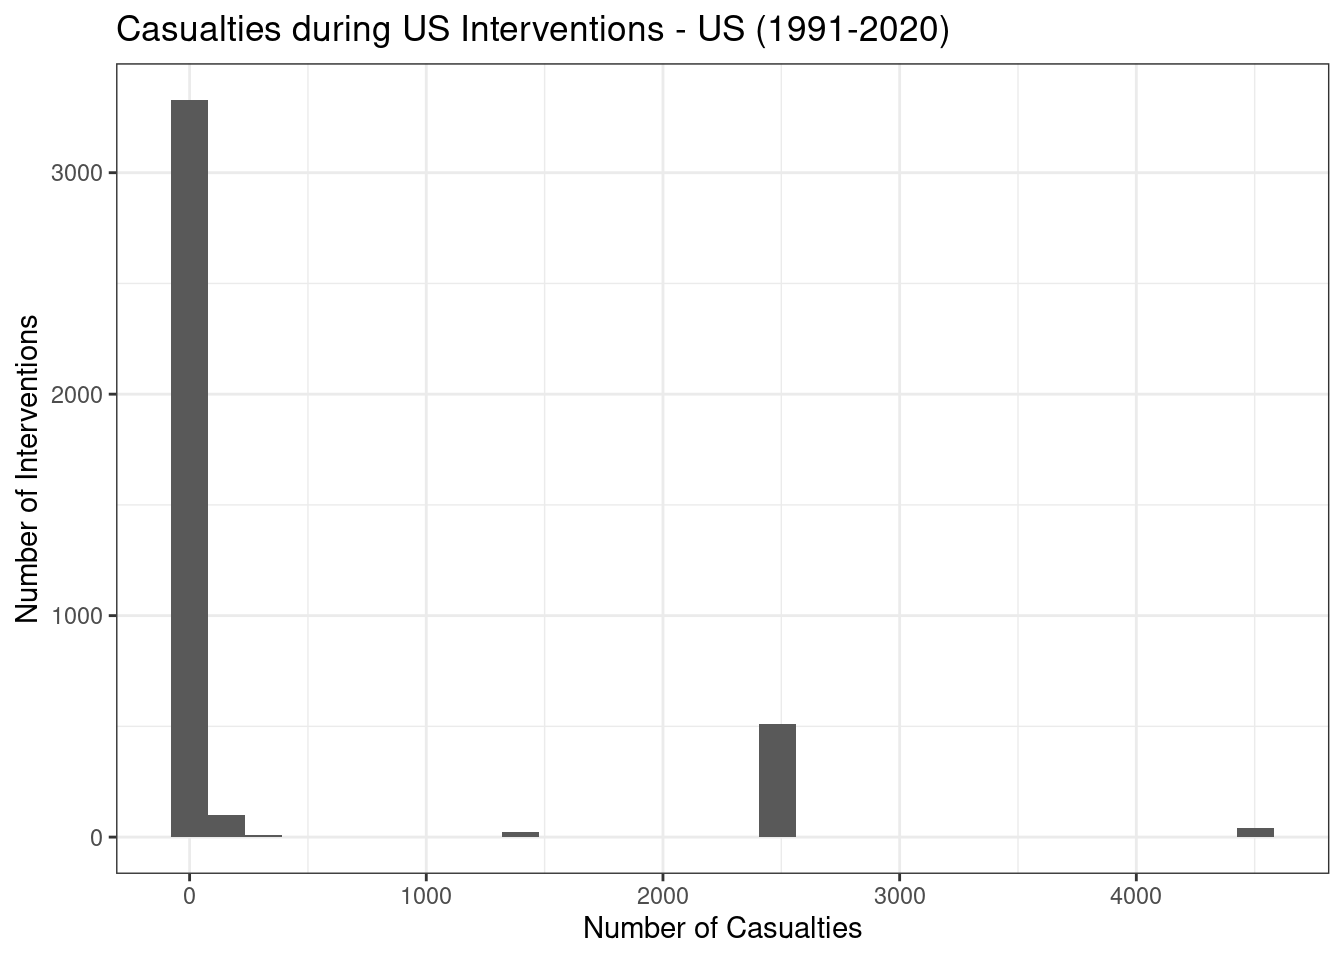 Casualties during US Interventions - US (1991-2020)
Number of Interventions
3000
2000
1000
0
0 1000 2000 3000 4000
Number of Casualties